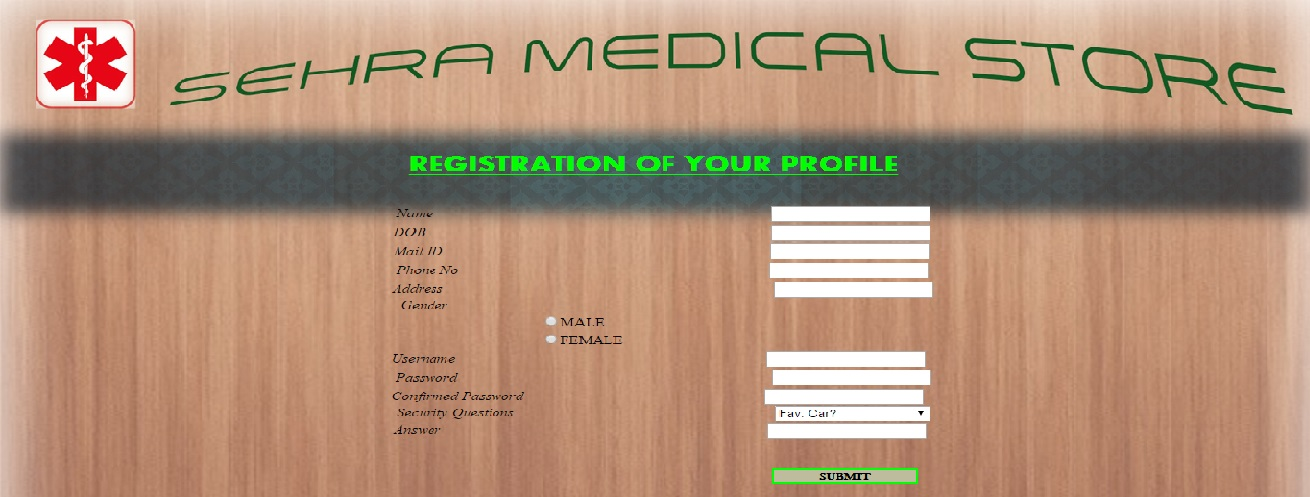 SEHRA MEDICAL STORE
REGISTRATION OF YOUR PROFILE
Name
DOB
Mail ID
Phone No
Address
Gender
MALE
FEMALE
Username
Password
Confirmed Password
Security Questions Fav. Car?
Answer
SUBMIT